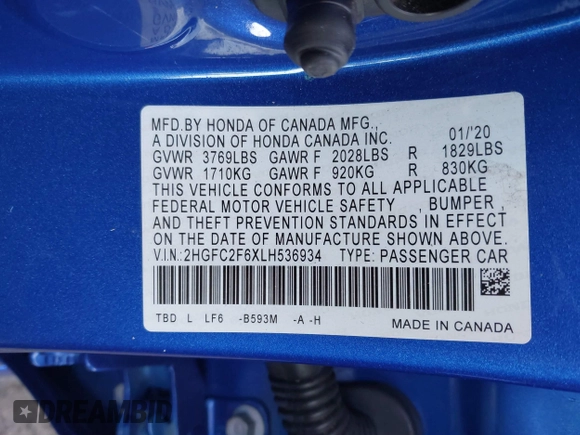 MFD.BY HONDA OF CANADA MFG.,
A DIVISION OF HONDA CANADA INC. 01/'20
GVWR 3769LBS GAWR F 2028LBS R 1829LBS
GVWR 1710KG GAWR F 920KG R 830KG
THIS VEHICLE CONFORMS TO ALL APPLICABLE
FEDERAL MOTOR VEHICLE SAFETY , BUMPER ,
AND THEFT PREVENTION STANDARDS IN EFFECT
ON THE DATE OF MANUFACTURE SHOWN ABOVE.
V.I.N.: 2HGFC2F6XLH536934 TYPE: PASSENGER CAR
TBD L LF6 -B593M -A -H
MADE IN CANADA
DREAMBID